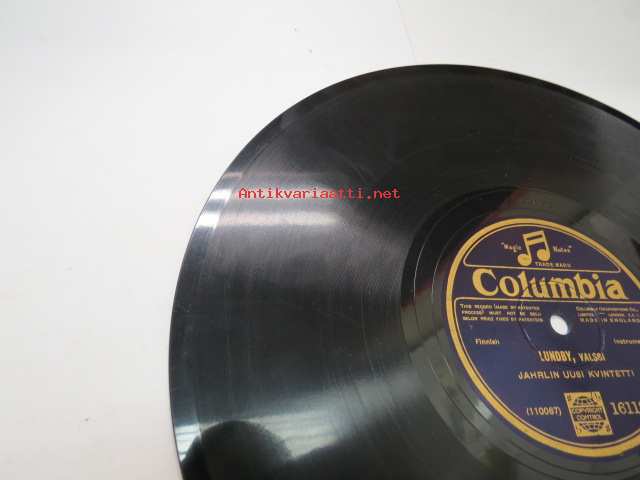 Antikvariaatti.net
"Magic Notes"
TRADE MARK
Columbia
THIS RECORD MADE BY PATENTED
PROCESS, MUST NOT BE SOLD
BELOW PRICE FIXED BY PATENTEES
MADE IN ENGLAND
Finnish
LUNDBY, VALSSI
JAHRLIN UUSI KVINTETTI
(110087)
COPYRIGHT
CONTROL